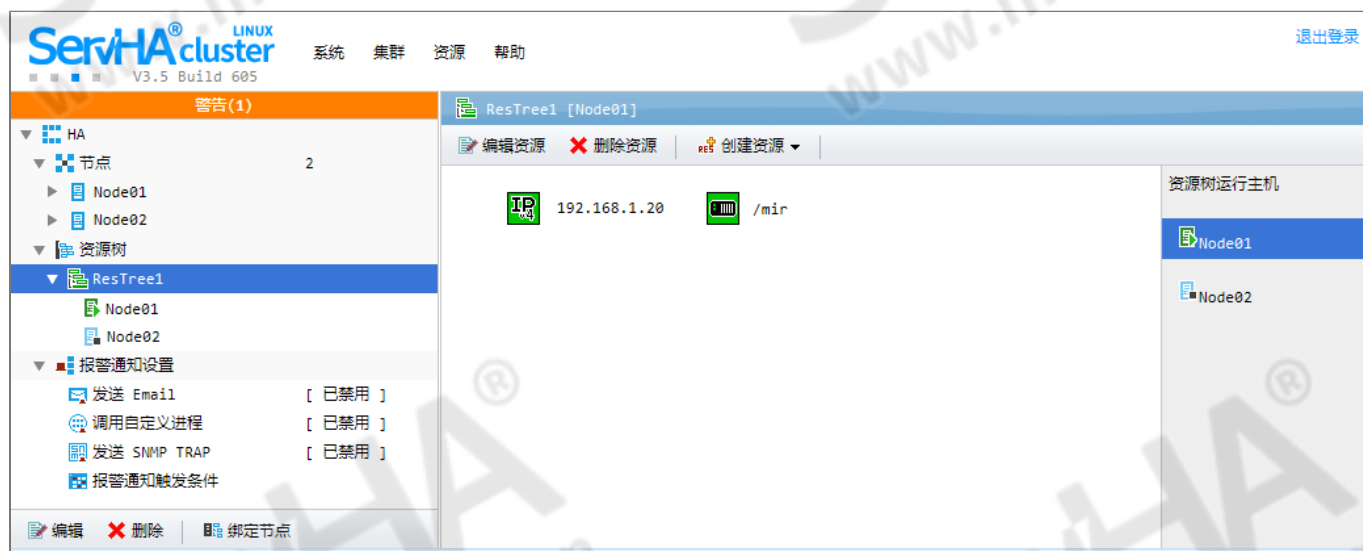 ServHA® cluster LINUX
V3.5 Build 605
系统 集群 资源 帮助
退出登录
警告(1)
HA
节点 2
Node01
Node02
资源树
ResTree1
Node01
Node02
报警通知设置
发送 Email [ 已禁用 ]
调用自定义进程 [ 已禁用 ]
发送 SNMP TRAP [ 已禁用 ]
报警通知触发条件
编辑 删除 绑定节点
ResTree1 [Node01]
编辑资源 删除资源 RES 创建资源
IP v4 192.168.1.20 /mir
资源树运行主机
Node01
Node02